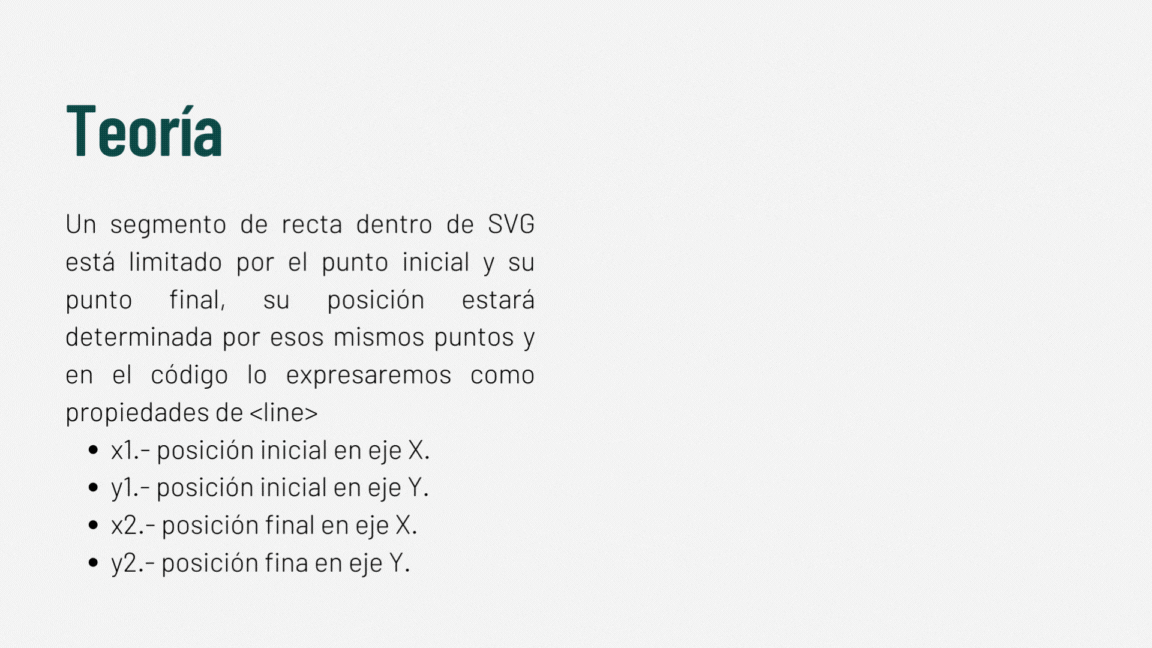 Teoría
Un segmento de recta dentro de SVG
está limitado por el punto inicial y su
punto final, su posición estará
determinada por esos mismos puntos y
en el código lo expresaremos como
propiedades de <line>
• x1.- posición inicial en eje X.
• y1.- posición inicial en eje Y.
• x2.- posición final en eje X.
• y2.- posición fina en eje Y.